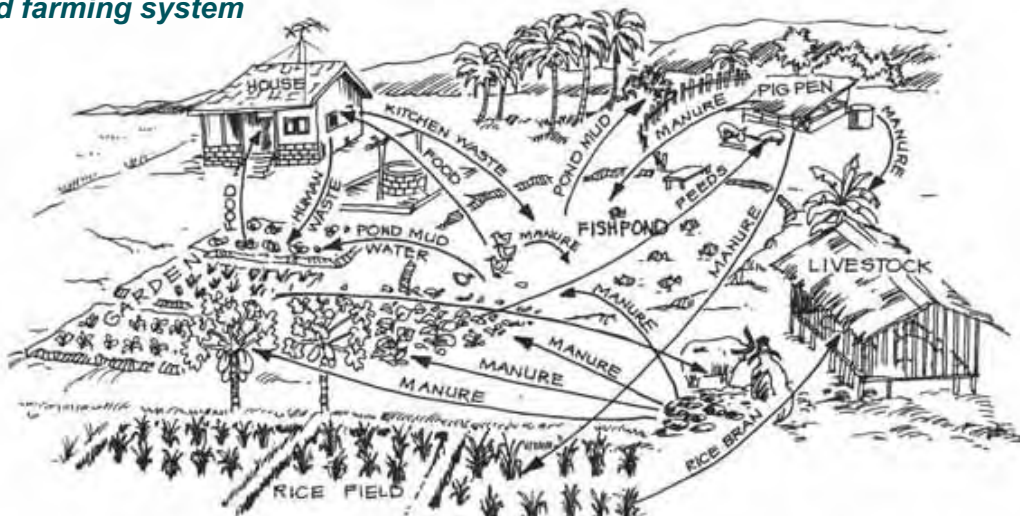 d farming system
HOUSE
PIG PEN
KITCHEN WASTE
FOOD
POND MUD
MANURE
MANURE
FEEDS
FOOD
HUMAN
WASTE
FISHPOND
MANURE
POND MUD
WATER
MANURE
LIVESTOCK
GARDEN
MANURE
MANURE
MANURE
MANURE
RICE BRAN
RICE FIELD